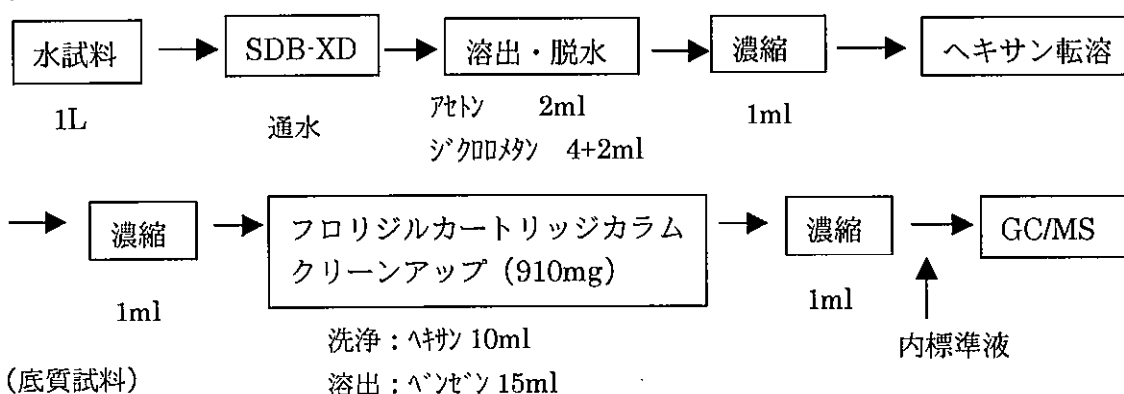 水試料 SDB-XD 溶出・脱水 濃縮 ヘキサン転溶
1L 通水 アセトン 2ml 1ml
ジクロロメタン 4+2ml
濃縮 フロリジルカートリッジカラム 濃縮 GC/MS
クリーンアップ (910mg)
1ml 1ml
洗浄:ヘキサン 10ml 内標準液
(底質試料) 溶出:ベンゼン 15ml